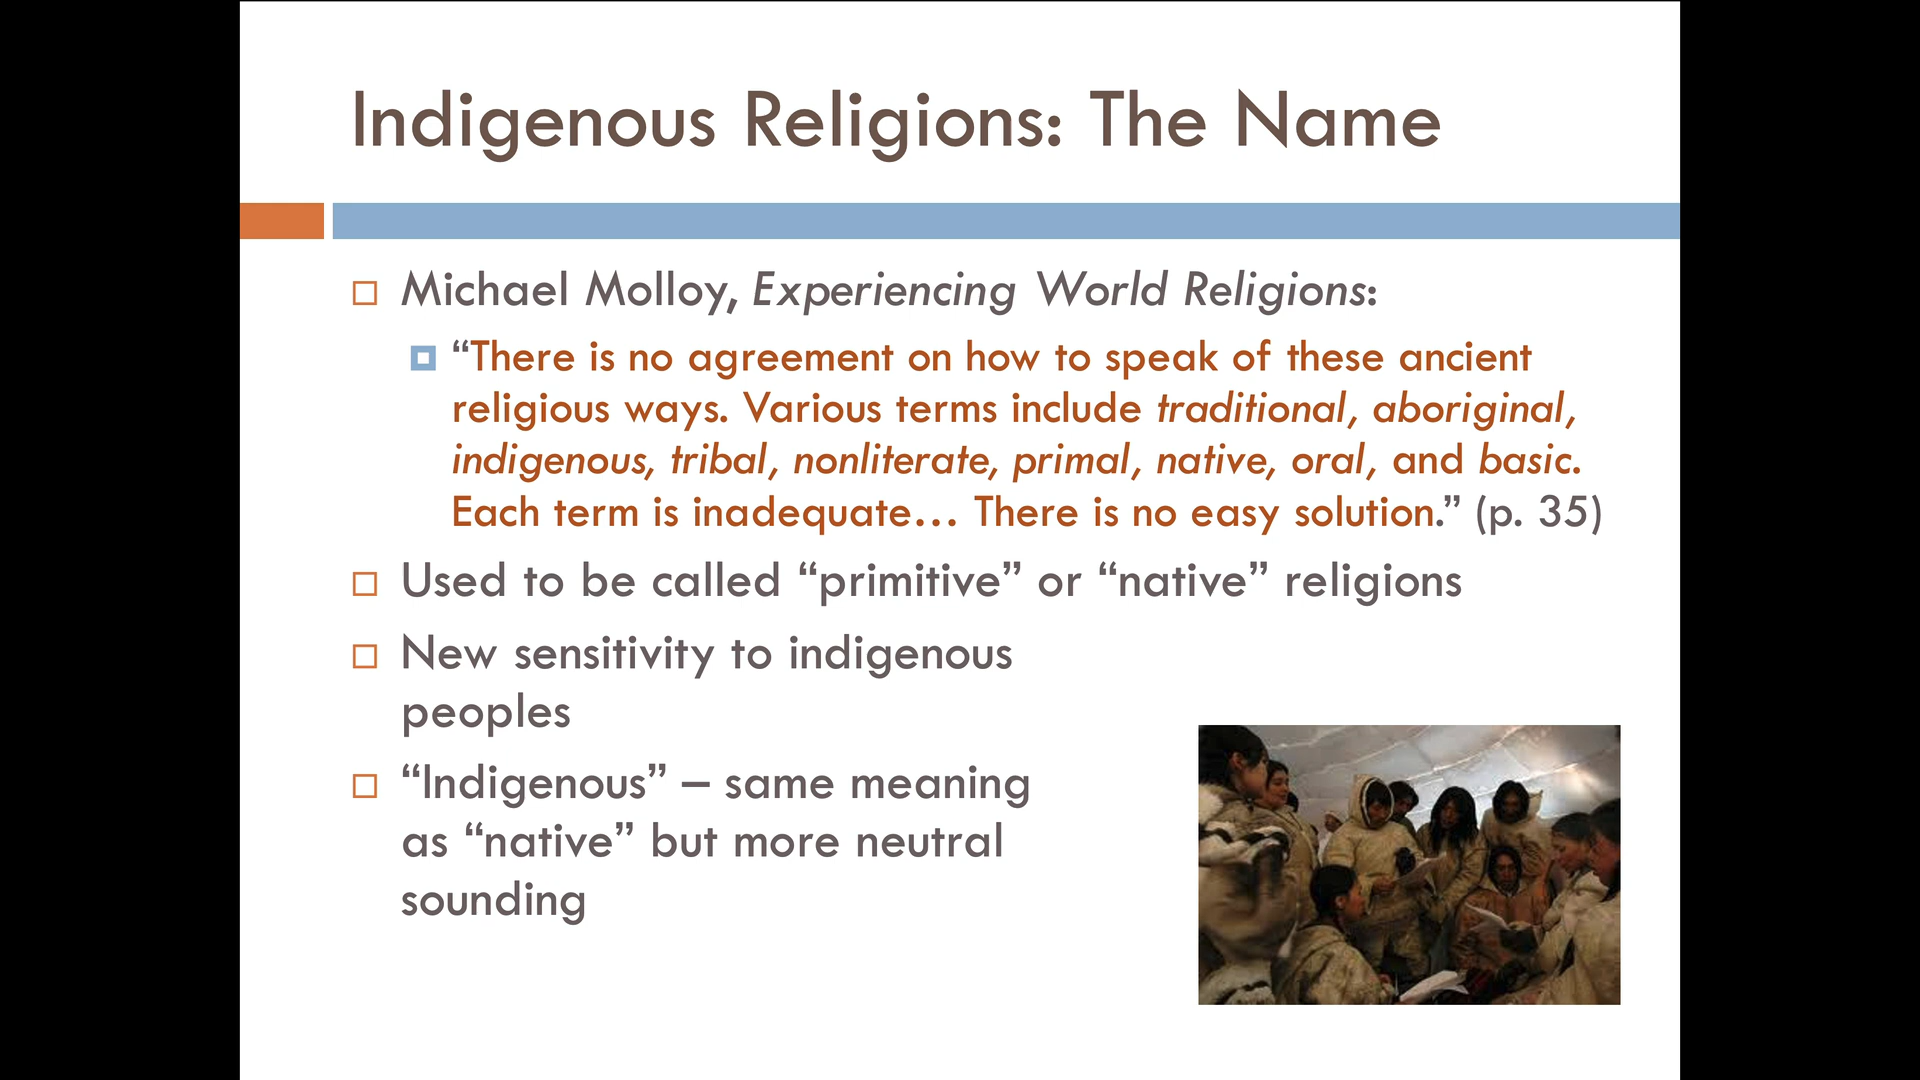 Indigenous Religions: The Name
Michael Molloy, Experiencing World Religions:
“There is no agreement on how to speak of these ancient
religious ways. Various terms include traditional, aboriginal,
indigenous, tribal, nonliterate, primal, native, oral, and basic.
Each term is inadequate… There is no easy solution.” (p. 35)
Used to be called “primitive” or “native” religions
New sensitivity to indigenous
peoples
“Indigenous” – same meaning
as “native” but more neutral
sounding